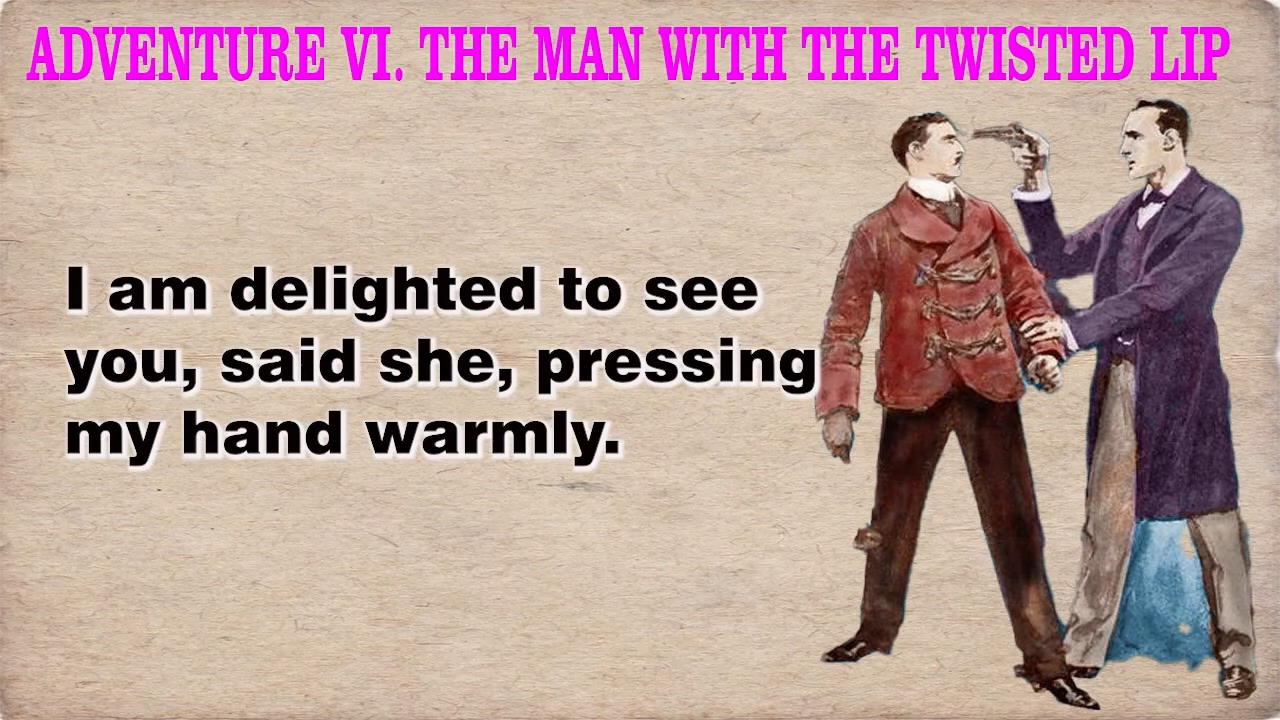 ADVENTURE VI. THE MAN WITH THE TWISTED LIP
I am delighted to see
you, said she, pressing
my hand warmly.